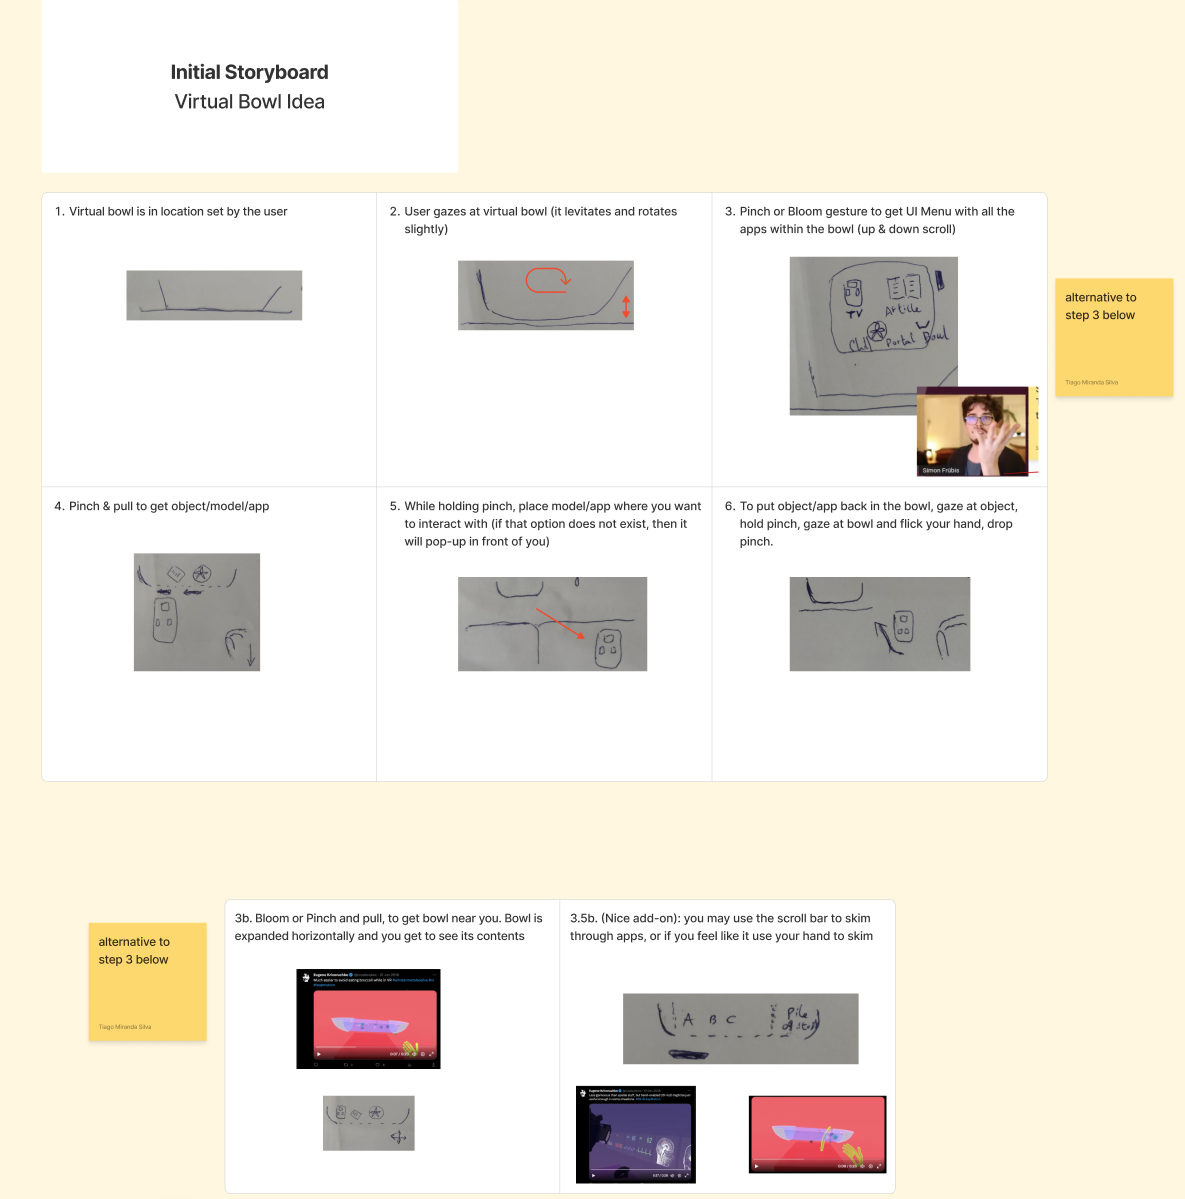 Initial Storyboard
Virtual Bowl Idea
1. Virtual bowl is in location set by the user
2. User gazes at virtual bowl (it levitates and rotates
slightly)
3. Pinch or Bloom gesture to get UI Menu with all the
apps within the bowl (up & down scroll)
TV
Article
Portal
Bowl
Simon Frübis
alternative to
step 3 below
Tiago Miranda Silva
4. Pinch & pull to get object/model/app
5. While holding pinch, place model/app where you want
to interact with (if that option does not exist, then it
will pop-up in front of you)
6. To put object/app back in the bowl, gaze at object,
hold pinch, gaze at bowl and flick your hand, drop
pinch.
alternative to
step 3 below
Tiago Miranda Silva
3b. Bloom or Pinch and pull, to get bowl near you. Bowl is
expanded horizontally and you get to see its contents
3.5b. (Nice add-on): you may use the scroll bar to skim
through apps, or if you feel like it use your hand to skim
A B C
Pile
of stuff